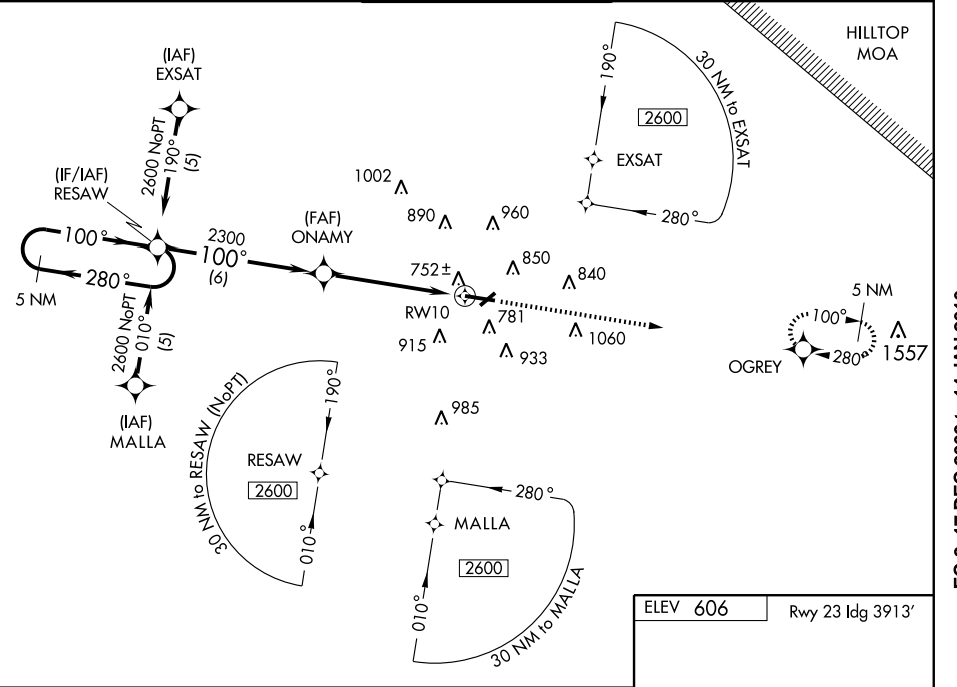 HILLTOP
MOA
(IAF)
EXSAT
2600 NoPT
190°
(5)
190°
30 NM to EXSAT
2600
EXSAT
280°
(IF/IAF)
RESAW
100°
280°
5 NM
2300
100°
(6)
(FAF)
ONAMY
1002
890
960
850
840
752±
RW10
781
1060
915
933
985
2600 NoPT
010°
(5)
(IAF)
MALLA
5 NM
100°
280°
OGREY
1557
30 NM to RESAW (NoPT)
190°
RESAW
2600
010°
280°
MALLA
2600
010°
30 NM to MALLA
ELEV 606
Rwy 23 ldg 3913'